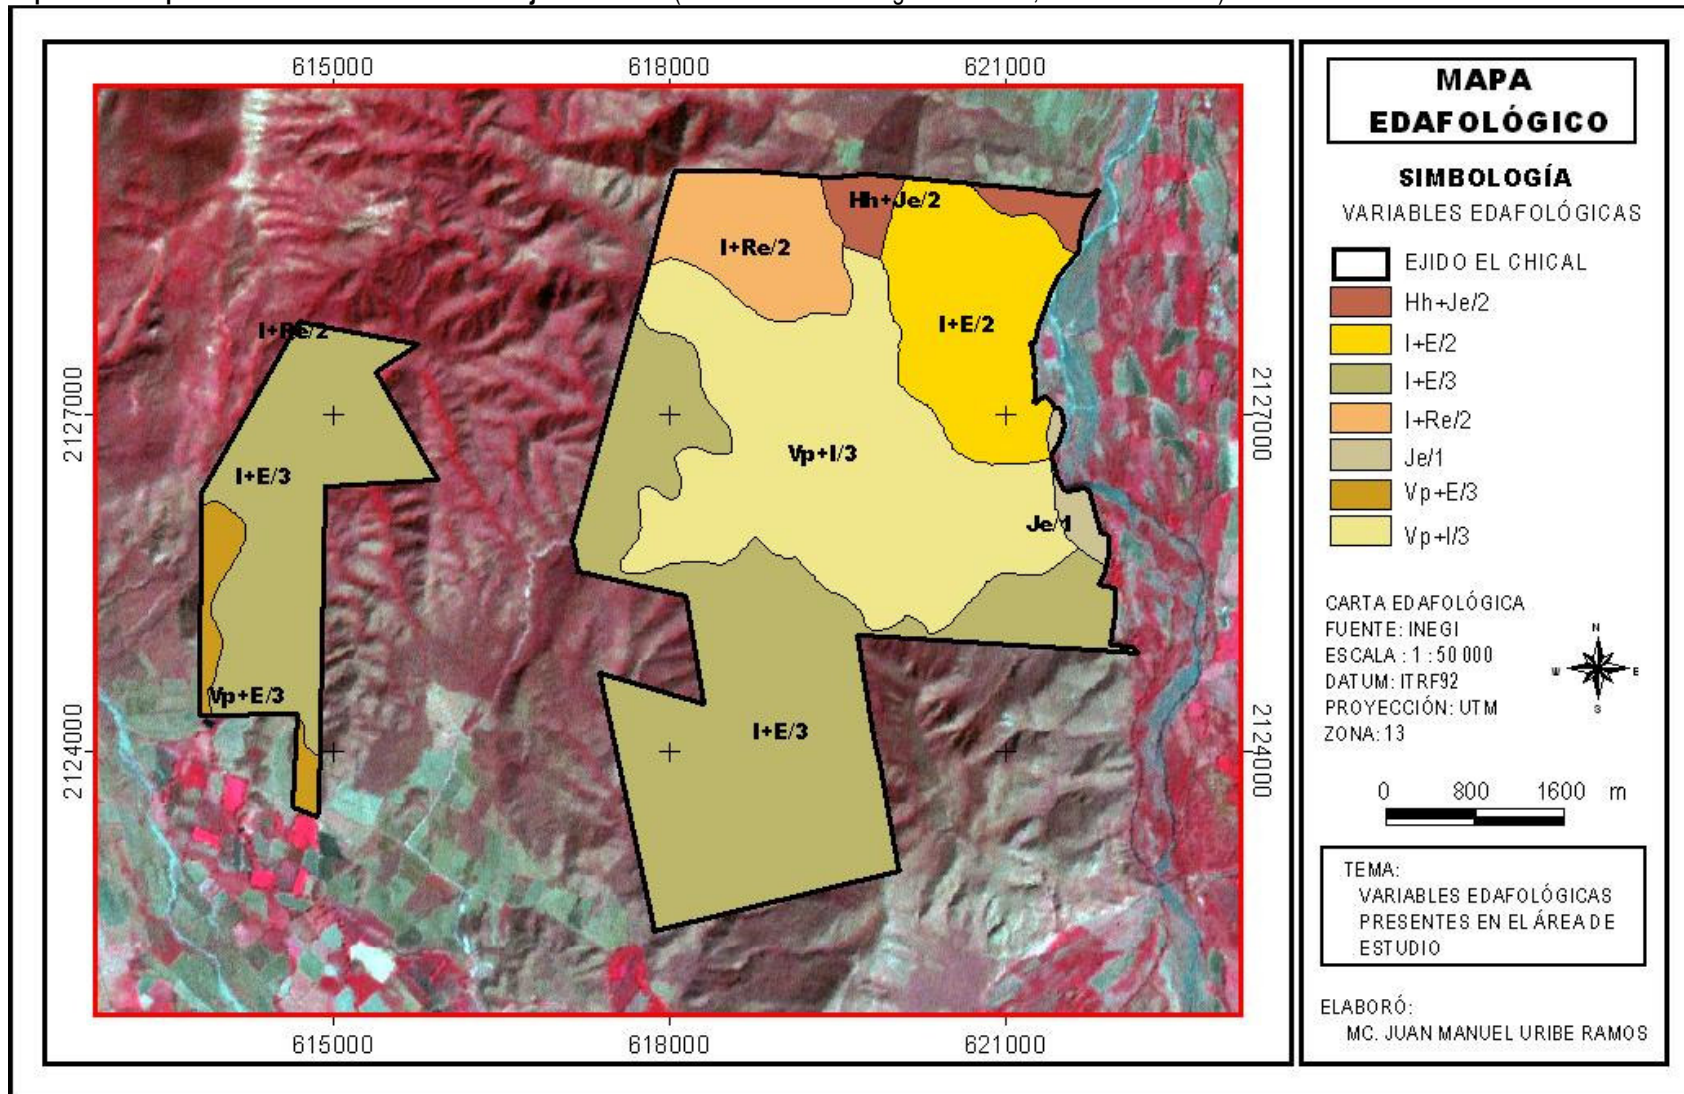 615000 618000 621000
2127000
2124000
2127000
2124000
615000 618000 621000
Hh+Je/2
I+Re/2
I+E/2
I+Re/2
Vp+I/3
I+E/3
Je/1
Vp+E/3
I+E/3
MAPA
EDAFOLÓGICO
SIMBOLOGÍA
VARIABLES EDAFOLÓGICAS
EJIDO EL CHICAL
Hh+Je/2
I+E/2
I+E/3
I+Re/2
Je/1
Vp+E/3
Vp+I/3
CARTA EDAFOLÓGICA
FUENTE: INEGI
ESCALA : 1 : 50 000
DATUM: ITRF92
PROYECCIÓN: UTM
ZONA: 13
N
W E
S
0 800 1600 m
TEMA:
VARIABLES EDAFOLÓGICAS
PRESENTES EN EL ÁREA DE
ESTUDIO
ELABORÓ:
MC. JUAN MANUEL URIBE RAMOS